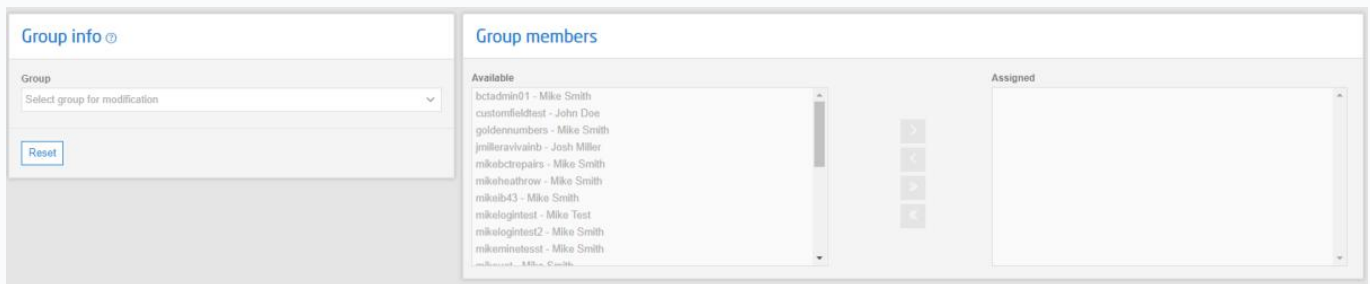 Group info
Group
Select group for modification
Reset
Group members
Available
bctadmin01 - Mike Smith
customfieldtest - John Doe
goldennumbers - Mike Smith
jmilleravivainb - Josh Miller
mikebctrepairs - Mike Smith
mikeheathrow - Mike Smith
mikeib43 - Mike Smith
mikelogintest - Mike Test
mikelogintest2 - Mike Smith
mikeminetesst - Mike Smith
- Mike Smith
Assigned